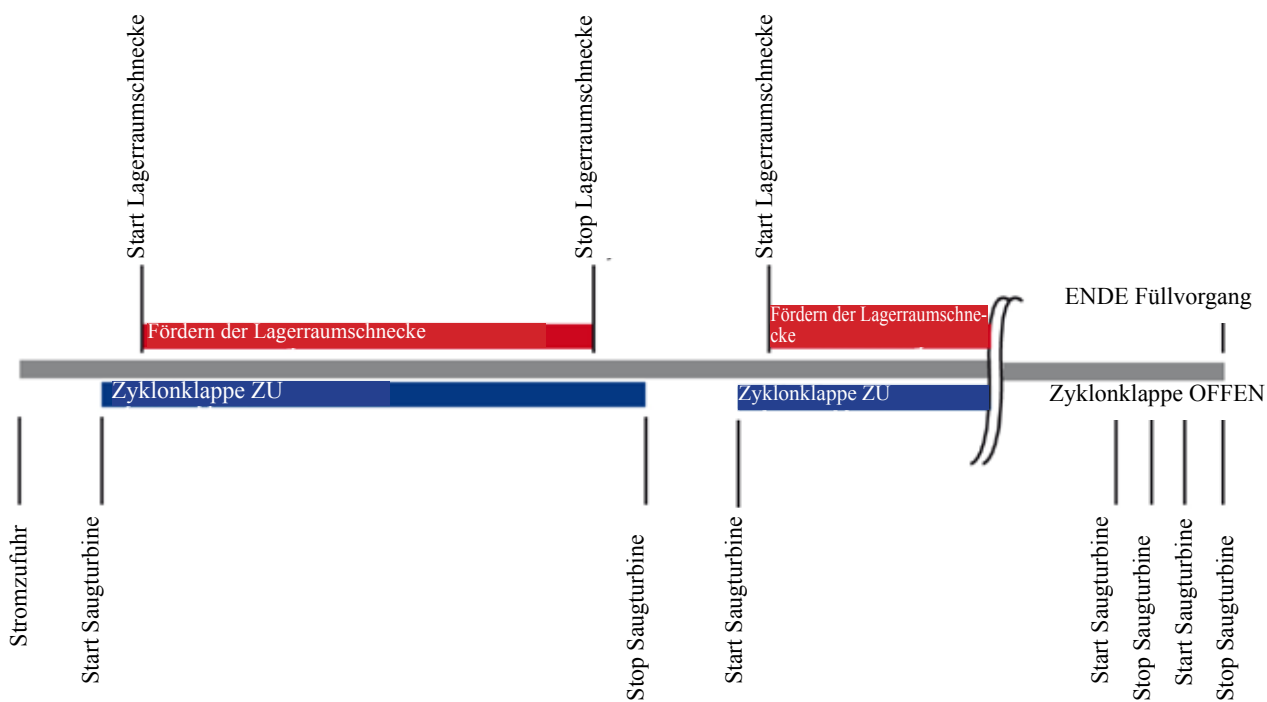 Start Lagerraumschnecke
Stop Lagerraumschnecke
Start Lagerraumschnecke
ENDE Füllvorgang
Fördern der Lagerraumschnecke
Fördern der Lagerraumschne-
cke
Zyklonklappe ZU
Zyklonklappe ZU
Zyklonklappe OFFEN
Stromzufuhr
Start Saugturbine
Stop Saugturbine
Start Saugturbine
Start Saugturbine
Stop Saugturbine
Start Saugturbine
Stop Saugturbine